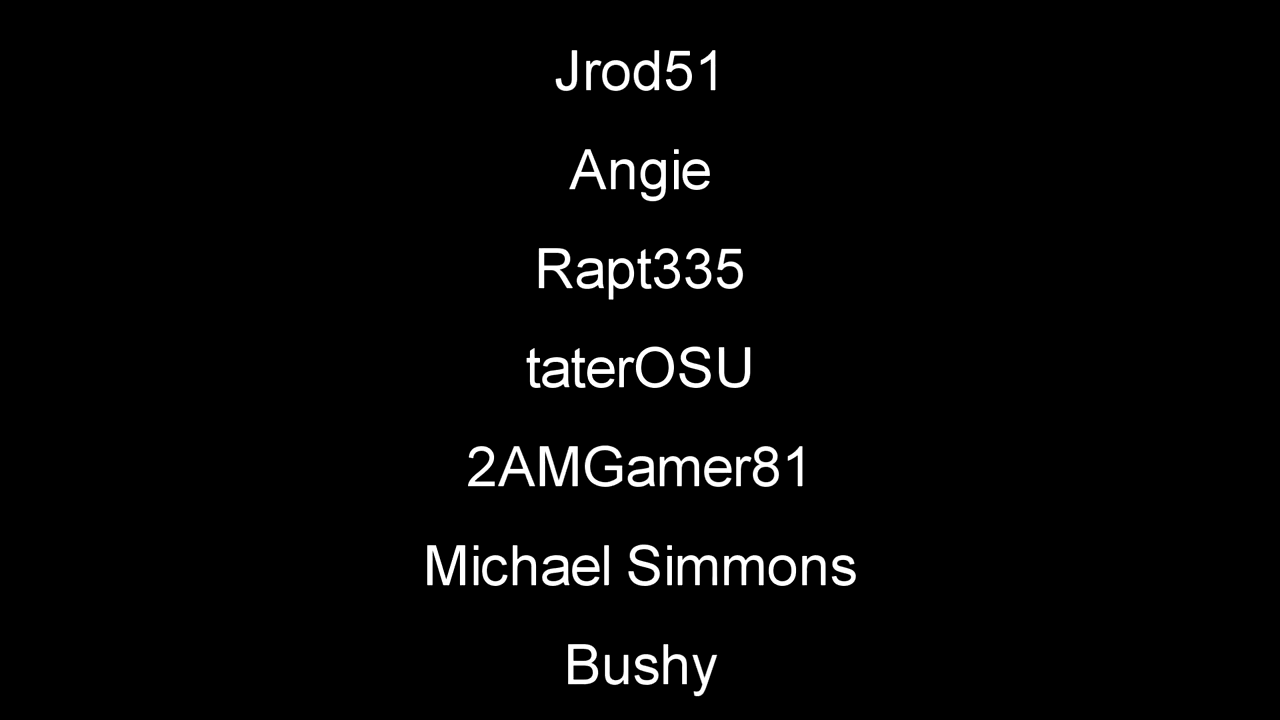 Jrod51
Angie
Rapt335
taterOSU
2AMGamer81
Michael Simmons
Bushy